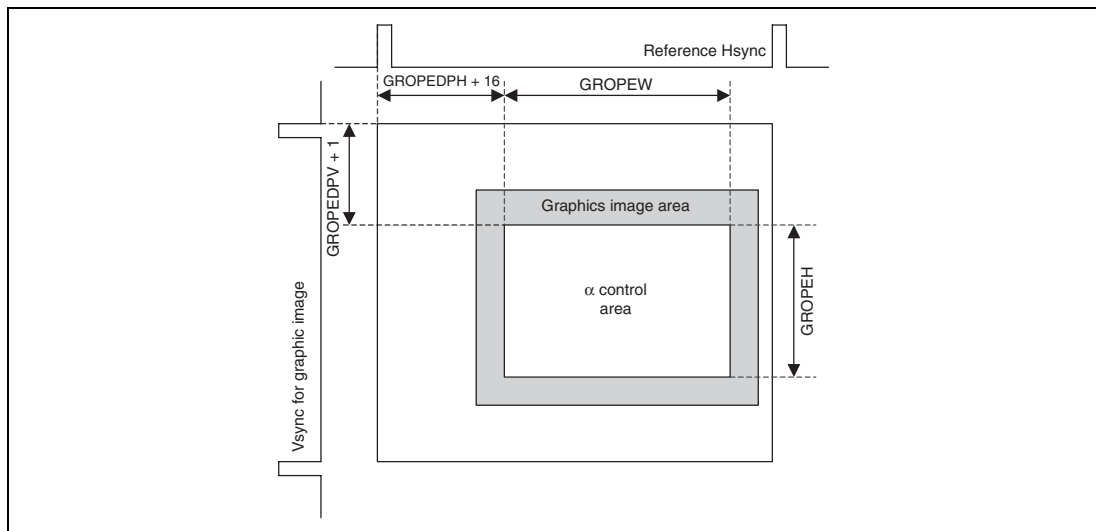 Reference Hsync
GROPEDPH + 16
GROPEW
GROPEDPV + 1
Graphics image area
α control
area
GROPEH
Vsync for graphic image